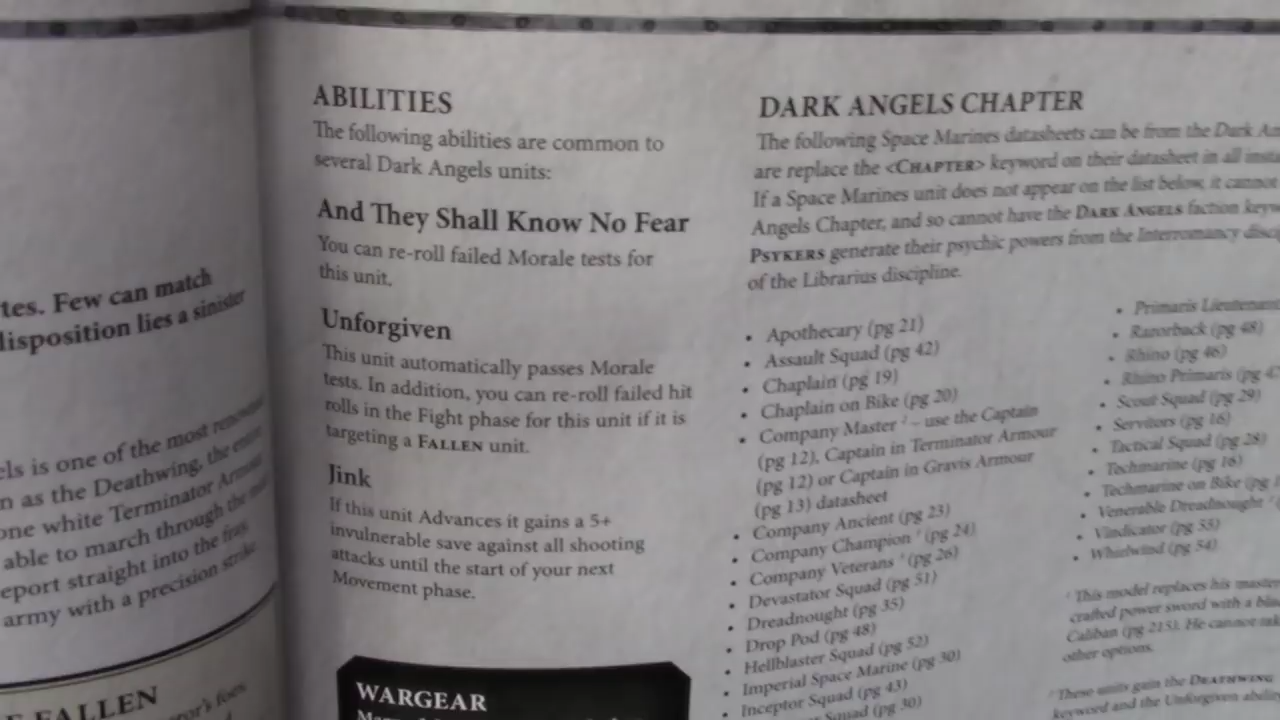 tes. Few can match
disposition lies a sinister
els is one of the most renowned
n as the Deathwing, the entire
one white Terminator Armour
able to march through the
eport straight into the fray
army with a precision strike
E FALLEN
ABILITIES
The following abilities are common to
several Dark Angels units:
And They Shall Know No Fear
You can re-roll failed Morale tests for
this unit.
Unforgiven
This unit automatically passes Morale
tests. In addition, you can re-roll failed hit
rolls in the Fight phase for this unit if it is
targeting a FALLEN unit.
Jink
If this unit Advances it gains a 5+
invulnerable save against all shooting
attacks until the start of your next
Movement phase.
WARGEAR
DARK ANGELS CHAPTER
The following Space Marines datasheets can be from the Dark
are replace the <CHAPTER> keyword on their datasheet in all
If a Space Marines unit does not appear on the list below, it cannot
Angels Chapter, and so cannot have the DARK ANGELS faction
PSYKERS generate their psychic powers from the Interromancy
of the Librarius discipline.
• Apothecary (pg 21)
• Assault Squad (pg 42)
• Chaplain (pg 19)
• Chaplain on Bike (pg 20)
• Company Master ¹ – use the Captain
(pg 12), Captain in Terminator Armour
(pg 12) or Captain in Gravis Armour
(pg 13) datasheet
• Company Ancient (pg 23)
• Company Champion ² (pg 24)
• Company Veterans (pg 26)
• Devastator Squad (pg 51)
• Dreadnought (pg 35)
• Drop Pod (pg 48)
• Hellblaster Squad (pg 52)
• Imperial Space Marine (pg 30)
• Inceptor Squad (pg 43)
Squad (pg 30)
• Primaris
• Razorback (pg 48)
• Rhino (pg 46)
• Rhino Primaris (pg
• Scout Squad (pg 29)
• Servitors (pg 16)
• Tactical Squad (pg 28)
• Techmarine (pg 16)
• Techmarine on Bike (pg
• Venerable Dreadnought
• Vindicator (pg 55)
• Whirlwind (pg 54)
¹ This model replaces his master-
crafted power sword with a
Caliban (pg 215). He cannot
other options.
² These units gain the DEATHWING
keyword and the Unforgiven